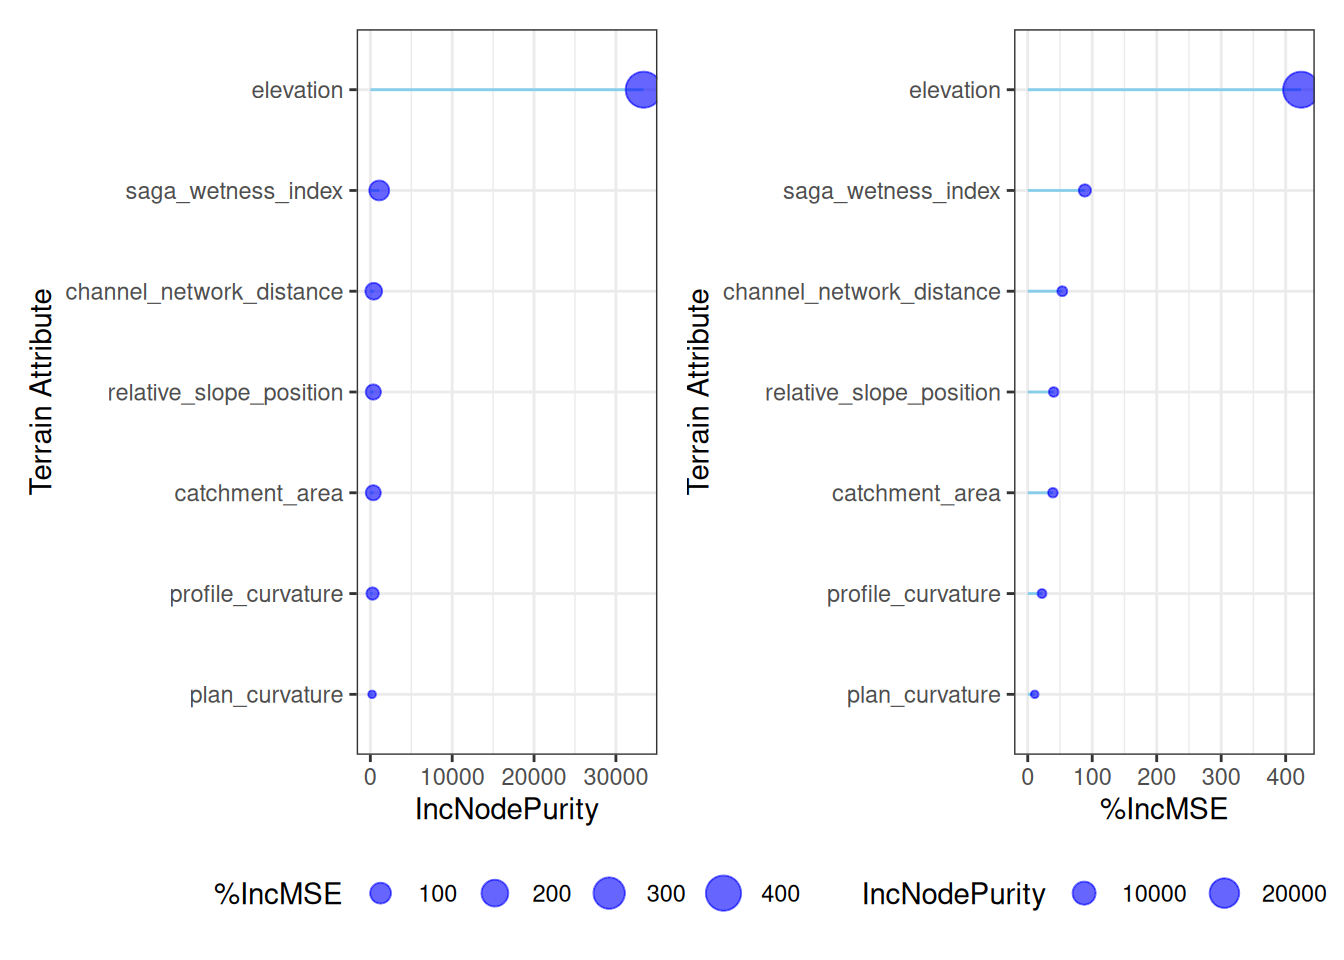 elevation
saga_wetness_index
channel_network_distance
relative_slope_position
catchment_area
profile_curvature
plan_curvature
Terrain Attribute
0 10000 20000 30000
IncNodePurity
elevation
saga_wetness_index
channel_network_distance
relative_slope_position
catchment_area
profile_curvature
plan_curvature
Terrain Attribute
0 100 200 300 400
%IncMSE
%IncMSE 100 200 300 400
IncNodePurity 10000 20000